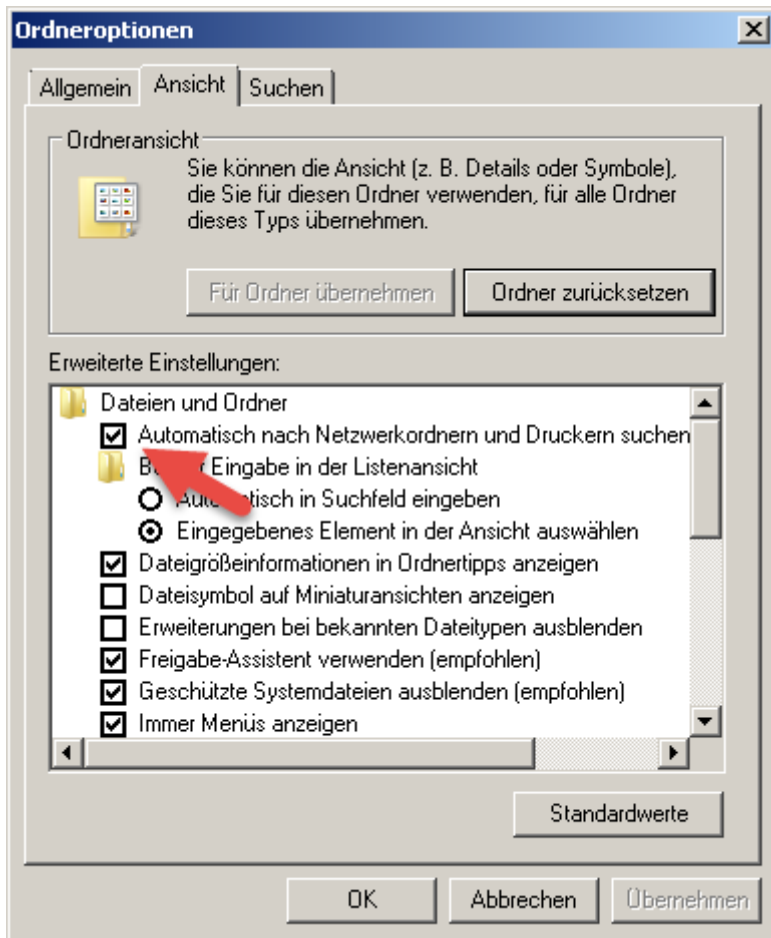 Ordneroptionen
Allgemein Ansicht Suchen
Ordneransicht
Sie können die Ansicht (z. B. Details oder Symbole),
die Sie für diesen Ordner verwenden, für alle Ordner
dieses Typs übernehmen.
Für Ordner übernehmen Ordner zurücksetzen
Erweiterte Einstellungen:
Dateien und Ordner
Automatisch nach Netzwerkordnern und Druckern suchen
Eingabe in der Listenansicht
in Suchfeld eingeben
Eingegebenes Element in der Ansicht auswählen
Dateigrößeinformationen in Ordnertipps anzeigen
Dateisymbol auf Miniaturansichten anzeigen
Erweiterungen bei bekannten Dateitypen ausblenden
Freigabe-Assistent verwenden (empfohlen)
Geschützte Systemdateien ausblenden (empfohlen)
Immer Menüs anzeigen
Standardwerte
OK Abbrechen Übernehmen